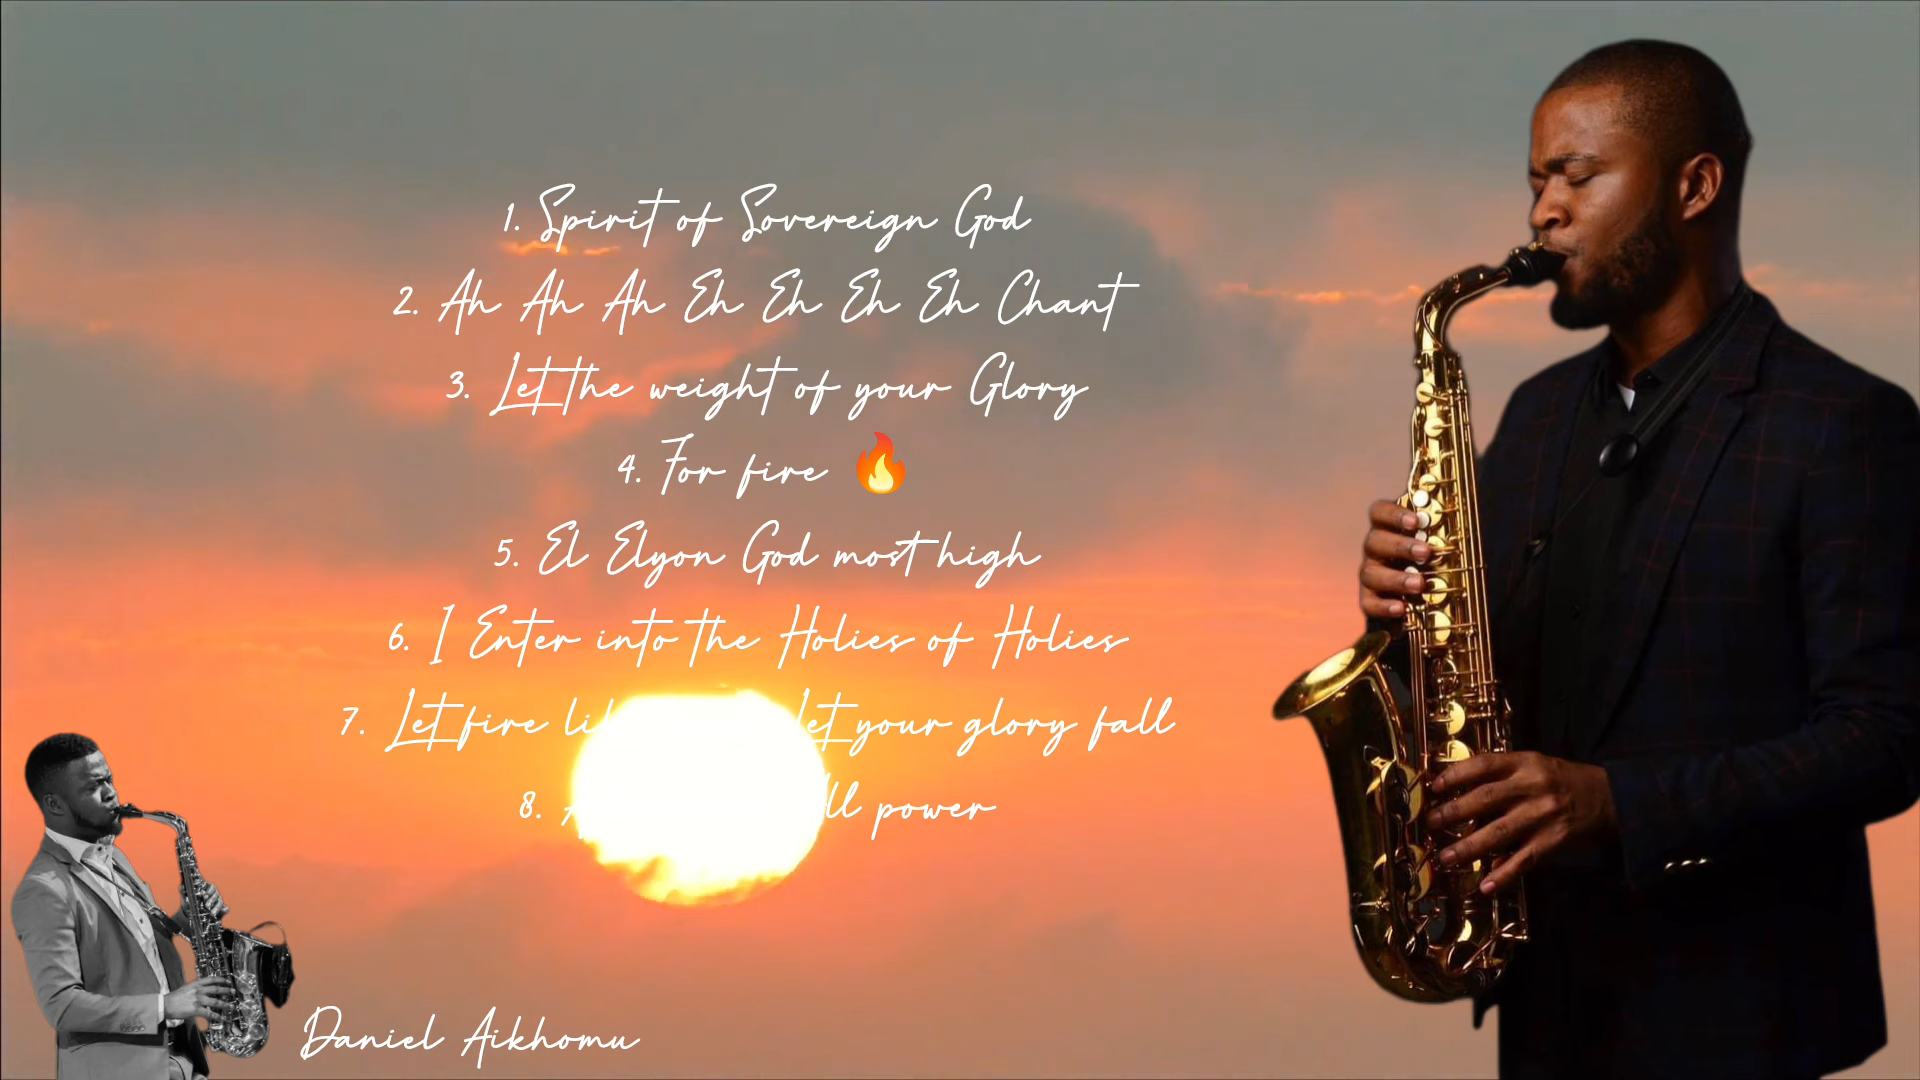 1. Spirit of Sovereign God
2. Ah Ah Ah Eh Eh Eh Eh Chant
3. Let the weight of your Glory
4. For fire 🔥
5. El Elyon God most high
6. I Enter into the Holies of Holies
7. Let fire let your glory fall
8. power
Daniel Aikhomu